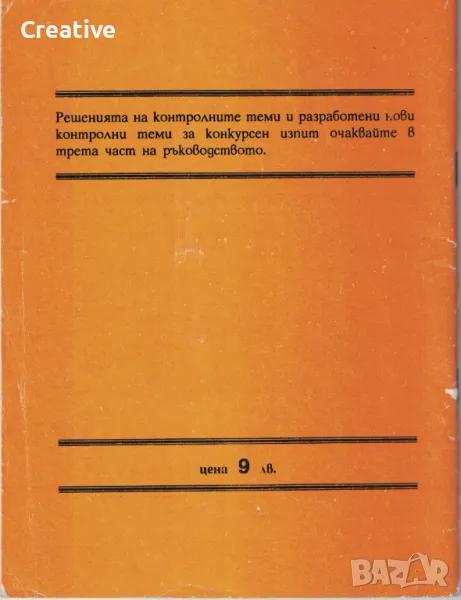 Creative
Решенията на контролните теми и разработени нови
контролни теми за конкурсен изпит очаквайте в
трета част на ръководството.
цена 9 лв.
BAZAR